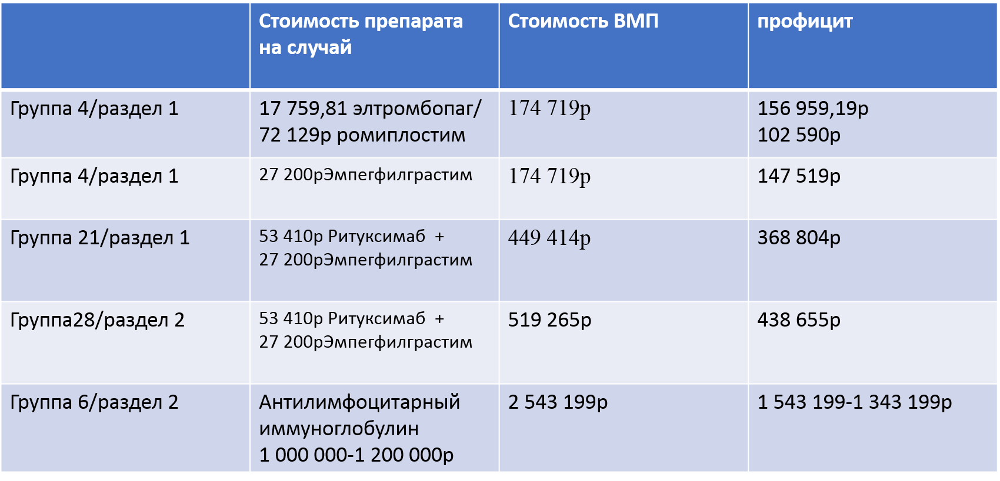 Стоимость препарата
на случай
Стоимость ВМП
профицит
Группа 4/раздел 1
17 759,81 элтромбопаг/
72 129р ромиплостим
174 719р
156 959,19р
102 590р
Группа 4/раздел 1
27 200рЭмпегфилграстим
174 719р
147 519р
Группа 21/раздел 1
53 410р Ритуксимаб +
27 200рЭмпегфилграстим
449 414р
368 804р
Группа28/раздел 2
53 410р Ритуксимаб +
27 200рЭмпегфилграстим
519 265р
438 655р
Группа 6/раздел 2
Антилимфоцитарный
иммуноглобулин
1 000 000-1 200 000р
2 543 199р
1 543 199-1 343 199р